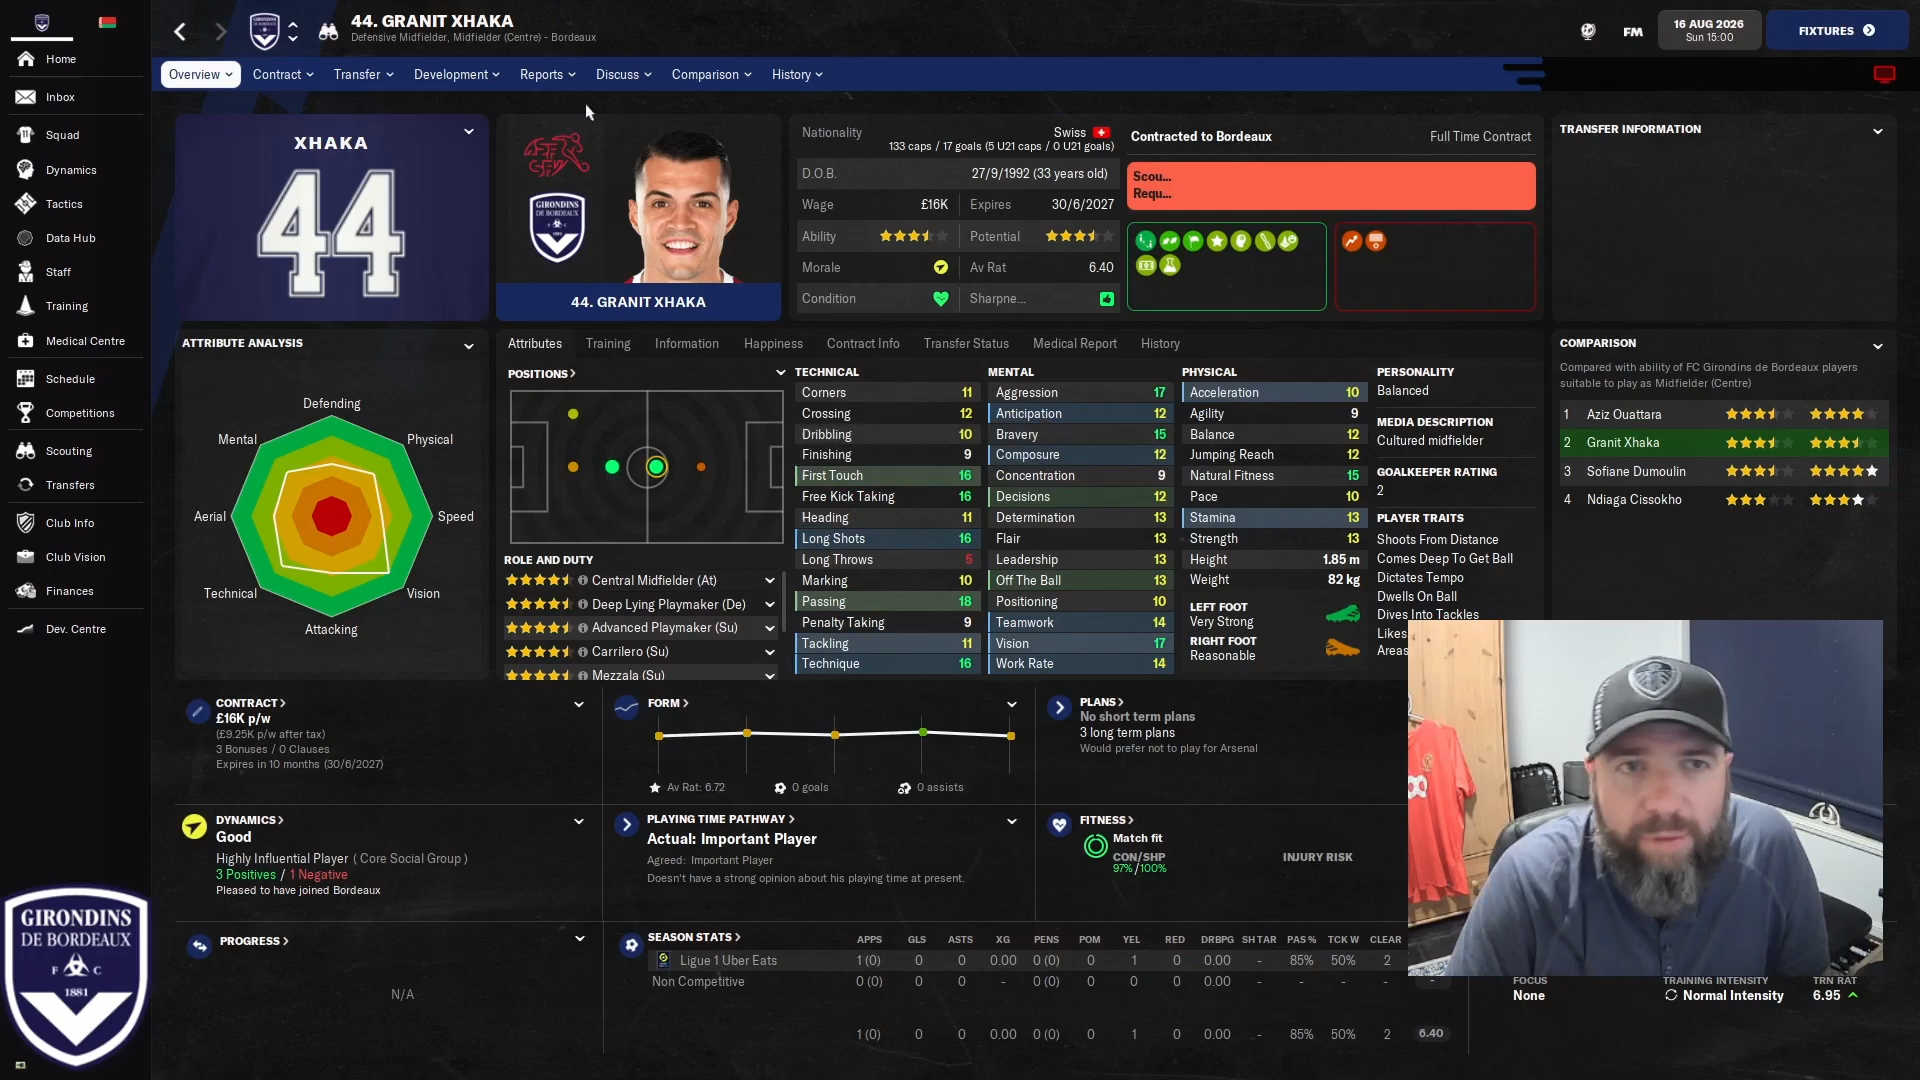 44. GRANIT XHAKA
Defensive Midfielder, Midfielder (Centre) - Bordeaux
FM
16 AUG 2026
Sun 15:00
FIXTURES
Home
Inbox
Squad
Dynamics
Tactics
Data Hub
Staff
Training
Medical Centre
Schedule
Competitions
Scouting
Transfers
Club Info
Club Vision
Finances
Dev. Centre
GIRONDINS
DE BORDEAUX
F C
1881
Overview
Contract
Transfer
Development
Reports
Discuss
Comparison
History
XHAKA
44
GIRONDINS
DE BORDEAUX
44. GRANIT XHAKA
Nationality Swiss
133 caps / 17 goals (5 U21 caps / 0 U21 goals)
D.O.B. 27/9/1992 (33 years old)
Wage £16K Expires 30/6/2027
Ability Potential
Morale Av Rat 6.40
Condition Sharpne...
Contracted to Bordeaux Full Time Contract
Scou...
Requ...
TRANSFER INFORMATION
ATTRIBUTE ANALYSIS
Defending
Mental Physical
Aerial Speed
Technical Vision
Attacking
Attributes Training Information Happiness Contract Info Transfer Status Medical Report History
POSITIONS
ROLE AND DUTY
Central Midfielder (At)
Deep Lying Playmaker (De)
Advanced Playmaker (Su)
Carrilero (Su)
Mezzala (Su)
TECHNICAL
Corners 11
Crossing 12
Dribbling 10
Finishing 9
First Touch 16
Free Kick Taking 16
Heading 11
Long Shots 16
Long Throws 5
Marking 10
Passing 18
Penalty Taking 9
Tackling 11
Technique 16
MENTAL
Aggression 17
Anticipation 12
Bravery 15
Composure 12
Concentration 9
Decisions 12
Determination 13
Flair 13
Leadership 13
Off The Ball 13
Positioning 10
Teamwork 14
Vision 17
Work Rate 14
PHYSICAL
Acceleration 10
Agility 9
Balance 12
Jumping Reach 12
Natural Fitness 15
Pace 10
Stamina 13
Strength 13
Height 1.85 m
Weight 82 kg
LEFT FOOT
Very Strong
RIGHT FOOT
Reasonable
PERSONALITY
Balanced
MEDIA DESCRIPTION
Cultured midfielder
GOALKEEPER RATING
2
PLAYER TRAITS
Shoots From Distance
Comes Deep To Get Ball
Dictates Tempo
Dwells On Ball
Dives Into Tackles
Likes
Areas
COMPARISON
Compared with ability of FC Girondins de Bordeaux players
suitable to play as Midfielder (Centre)
1 Aziz Ouattara
2 Granit Xhaka
3 Sofiane Dumoulin
4 Ndiaga Cissokho
CONTRACT
£16K p/w
(£9.25K p/w after tax)
3 Bonuses / 0 Clauses
Expires in 10 months (30/6/2027)
FORM
Av Rat: 6.72 0 goals 0 assists
PLANS
No short term plans
3 long term plans
Would prefer not to play for Arsenal
DYNAMICS
Good
Highly Influential Player ( Core Social Group )
3 Positives / 1 Negative
Pleased to have joined Bordeaux
PLAYING TIME PATHWAY
Actual: Important Player
Agreed: Important Player
Doesn't have a strong opinion about his playing time at present.
FITNESS
Match fit
CON/SHP
97%/100%
INJURY RISK
PROGRESS
N/A
SEASON STATS APPS GLS ASTS XG PENS POM YEL RED DRBPG SH TAR PAS % TCK W CLEAR
Ligue 1 Uber Eats 1 (0) 0 0 0.00 0 (0) 0 1 0 0.00 - 85% 50% 2
Non Competitive 0 (0) 0 0 - 0 (0) 0 0 0 0.00 - - - - -
1 (0) 0 0 0.00 0 (0) 0 1 0 0.00 - 85% 50% 2 6.40
FOCUS
None
TRAINING INTENSITY
Normal Intensity
TRN RAT
6.95